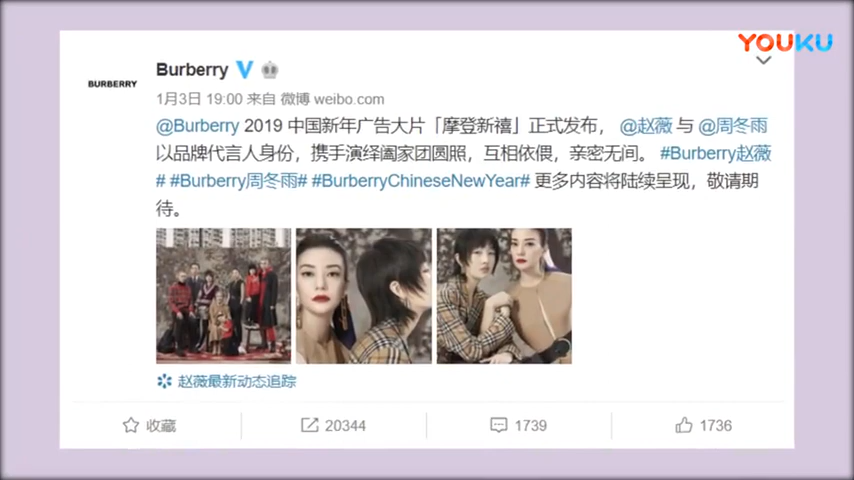 YOUKU
Burberry
BURBERRY
1月3日 19:00 来自 微博 weibo.com
@Burberry 2019 中国新年广告大片「摩登新禧」正式发布， @赵薇 与 @周冬雨
以品牌代言人身份，携手演绎阖家团圆照，互相依偎，亲密无间。 #Burberry赵薇
# #Burberry周冬雨# #BurberryChineseNewYear# 更多内容将陆续呈现，敬请期
待。
赵薇最新动态追踪
收藏 20344 1739 1736